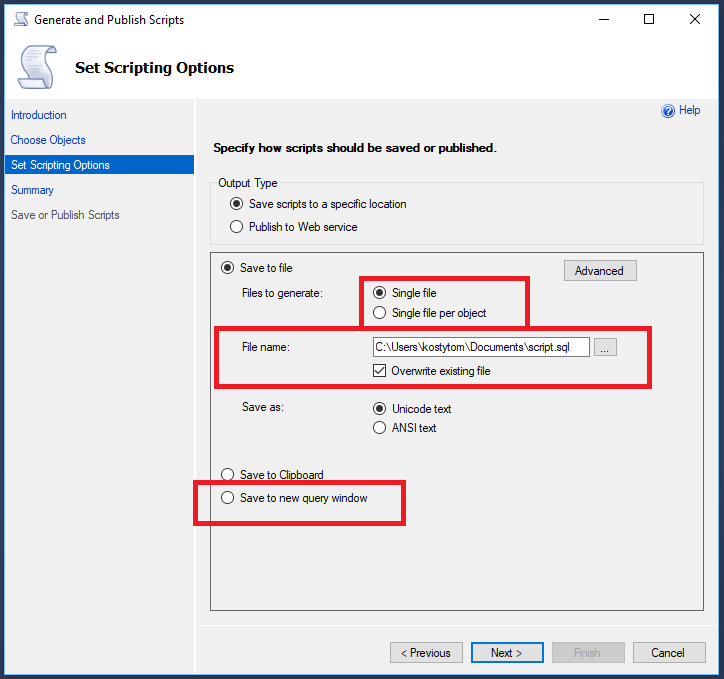 Generate and Publish Scripts
Set Scripting Options
Help
Introduction
Choose Objects
Set Scripting Options
Summary
Save or Publish Scripts
Specify how scripts should be saved or published.
Output Type
Save scripts to a specific location
Publish to Web service
Save to file
Advanced
Files to generate:
Single file
Single file per object
File name:
C:\Users\kostytom\Documents\script.sql
...
Overwrite existing file
Save as:
Unicode text
ANSI text
Save to Clipboard
Save to new query window
< Previous
Next >
Finish
Cancel